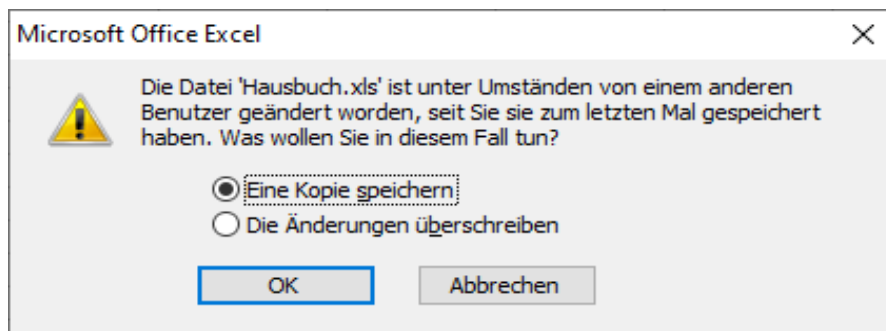 Microsoft Office Excel
Die Datei 'Hausbuch.xls' ist unter Umständen von einem anderen
Benutzer geändert worden, seit Sie sie zum letzten Mal gespeichert
haben. Was wollen Sie in diesem Fall tun?
Eine Kopie speichern
Die Änderungen überschreiben
OK
Abbrechen